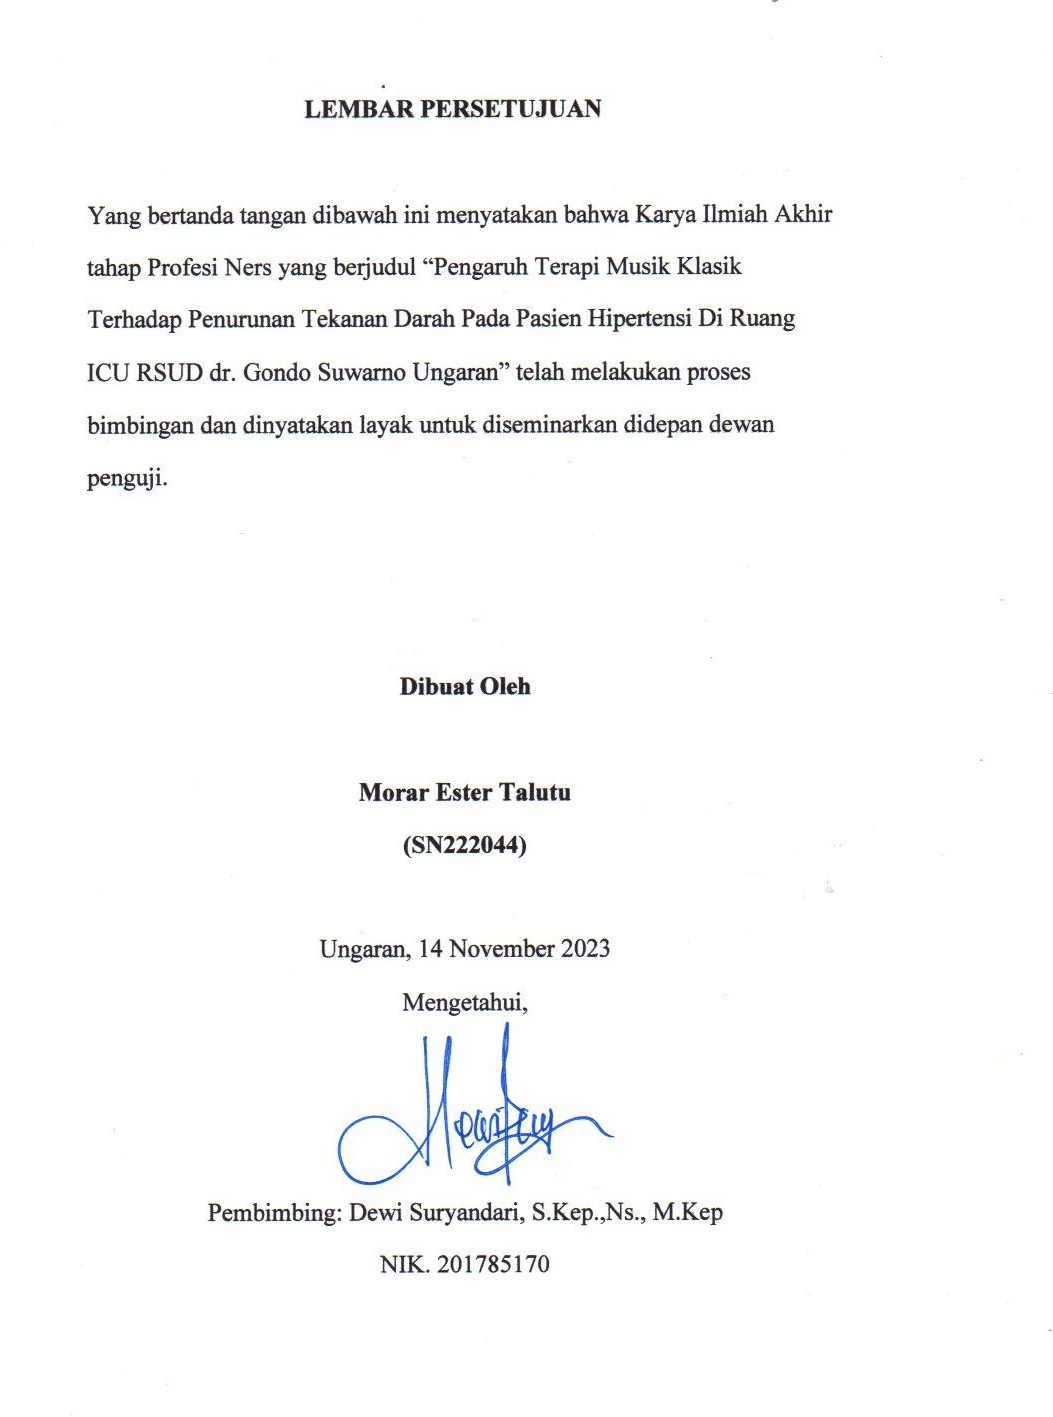 LEMBAR PERSETUJUAN
Yang bertanda tangan dibawah ini menyatakan bahwa Karya Ilmiah Akhir
tahap Profesi Ners yang berjudul “Pengaruh Terapi Musik Klasik
Terhadap Penurunan Tekanan Darah Pada Pasien Hipertensi Di Ruang
ICU RSUD dr. Gondo Suwarno Ungaran” telah melakukan proses
bimbingan dan dinyatakan layak untuk diseminarkan didepan dewan
penguji.
Dibuat Oleh
Morar Ester Talutu
(SN222044)
Ungaran, 14 November 2023
Mengetahui,
Pembimbing: Dewi Suryandari, S.Kep.,Ns., M.Kep
NIK. 201785170